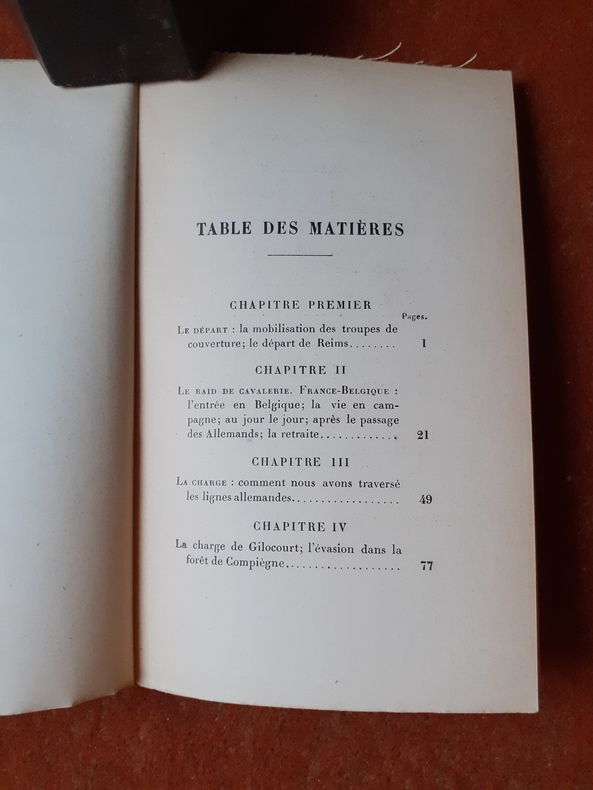 TABLE DES MATIÈRES
CHAPITRE PREMIER
Pages.
LE DÉPART : la mobilisation des troupes de
couverture; le départ de Reims........ 1
CHAPITRE II
LE RAID DE CAVALERIE. FRANCE-BELGIQUE :
l'entrée en Belgique; la vie en cam-
pagne; au jour le jour; après le passage
des Allemands; la retraite............ 21
CHAPITRE III
LA CHARGE : comment nous avons traversé
les lignes allemandes.................. 49
CHAPITRE IV
La charge de Gilocourt; l'évasion dans la
forêt de Compiègne................... 77